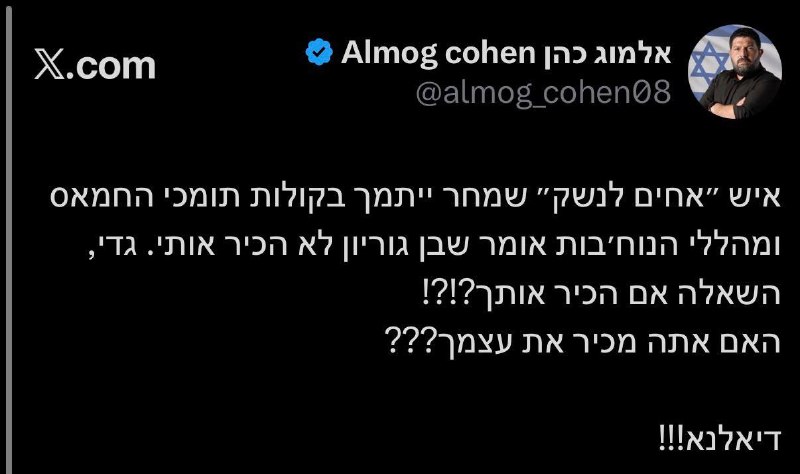 X.com
אלמוג כהן Almog cohen
@almog_cohen08
איש ״אחים לנשק״ שמחר ייתמך בקולות תומכי החמאס
ומהללי הנוח׳בות אומר שבן גוריון לא הכיר אותי. גדי,
השאלה אם הכיר אותך?!?!
האם אתה מכיר את עצמך???
דיאלנא!!!